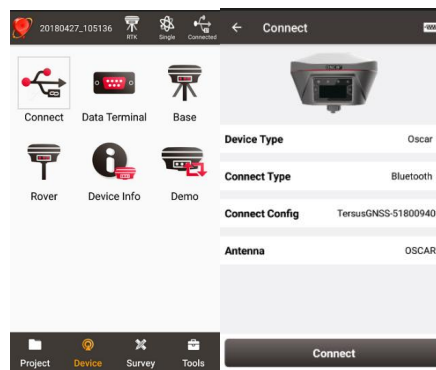 20180427_105136
RTK
Single
Connected
Connect
Data Terminal
Base
Rover
Device Info
Demo
Project
Device
Survey
Tools
Connect
Device Type
Oscar
Connect Type
Bluetooth
Connect Config
TersusGNSS-51800940
Antenna
OSCAR
Connect